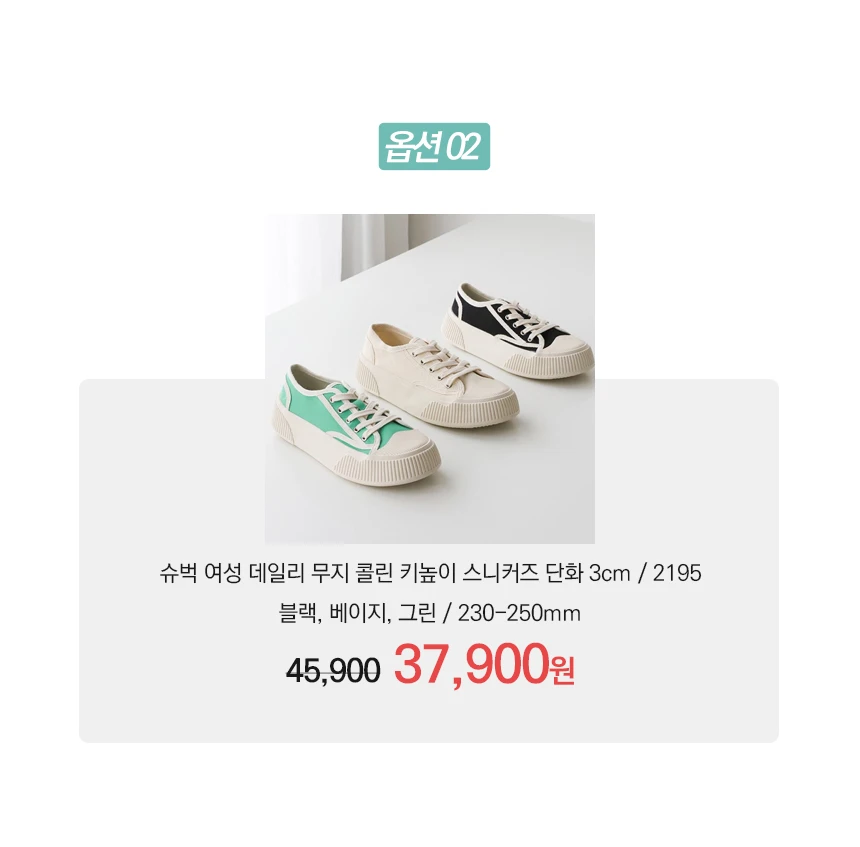 옵션 02
슈벅 여성 데일리 무지 콜린 키높이 스니커즈 단화 3cm / 2195
블랙, 베이지, 그린 / 230-250mm
45,900 37,900원